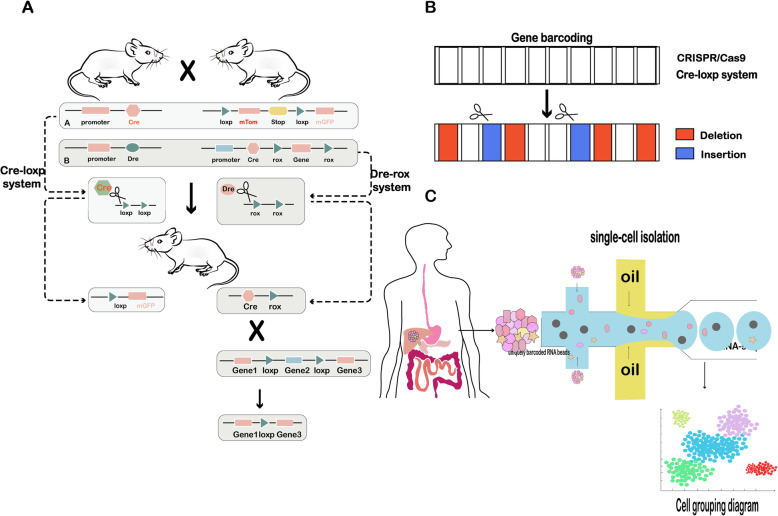 A
A
promoter
Cre
loxp
mTom
Stop
loxp
mGFP
B
promoter
Dre
promoter
Cre
rox
Gene
rox
Cre-loxp
system
Dre-rox
system
Cre
loxp loxp
Dre
rox rox
loxp mGFP
Cre rox
Gene1 loxp Gene2 loxp Gene3
Gene1 loxp Gene3
B
Gene barcoding
CRISPR/Cas9
Cre-loxp system
Deletion
Insertion
C
single-cell isolation
oil
uniquely barcoded RNA beads
oil
Cell grouping diagram